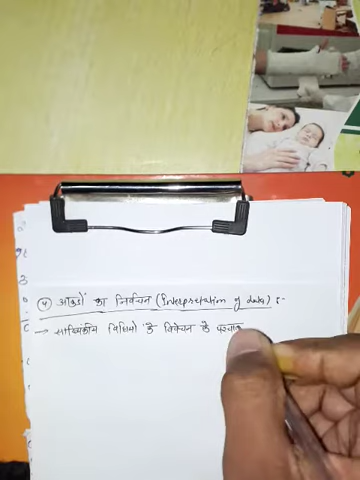 ④ आंकड़ों का निर्वचन (Interpretation of data) :-
→ सांख्यिकीय विधियों के विवेचन के पश्चात